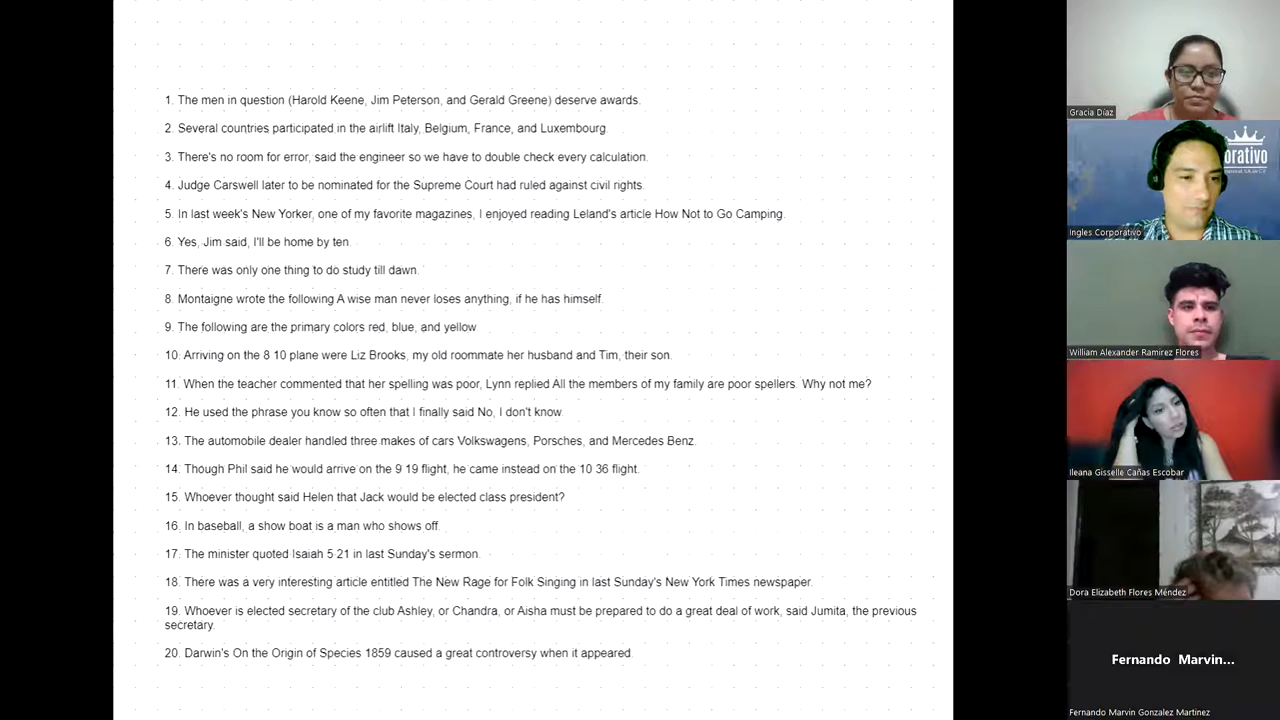 1. The men in question (Harold Keene, Jim Peterson, and Gerald Greene) deserve awards.
2. Several countries participated in the airlift Italy, Belgium, France, and Luxembourg.
3. There's no room for error, said the engineer so we have to double check every calculation.
4. Judge Carswell later to be nominated for the Supreme Court had ruled against civil rights.
5. In last week's New Yorker, one of my favorite magazines, I enjoyed reading Leland's article How Not to Go Camping.
6. Yes, Jim said, I'll be home by ten.
7. There was only one thing to do study till dawn.
8. Montaigne wrote the following A wise man never loses anything, if he has himself.
9. The following are the primary colors red, blue, and yellow
10. Arriving on the 8 10 plane were Liz Brooks, my old roommate her husband and Tim, their son.
11. When the teacher commented that her spelling was poor, Lynn replied All the members of my family are poor spellers. Why not me?
12. He used the phrase you know so often that I finally said No, I don't know.
13. The automobile dealer handled three makes of cars Volkswagens, Porsches, and Mercedes Benz.
14. Though Phil said he would arrive on the 9 19 flight, he came instead on the 10 36 flight.
15. Whoever thought said Helen that Jack would be elected class president?
16. In baseball, a show boat is a man who shows off.
17. The minister quoted Isaiah 5 21 in last Sunday's sermon.
18. There was a very interesting article entitled The New Rage for Folk Singing in last Sunday's New York Times newspaper.
19. Whoever is elected secretary of the club Ashley, or Chandra, or Aisha must be prepared to do a great deal of work, said Jumita, the previous
secretary.
20. Darwin's On the Origin of Species 1859 caused a great controversy when it appeared.
Gracia Díaz
orativo
Ingles Corporativo
William Alexander Ramirez Flores
Ileana Gisselle Cañas Escobar
Dora Elizabeth Flores Méndez
Fernando Marvin...
Fernando Marvin Gonzalez Martinez